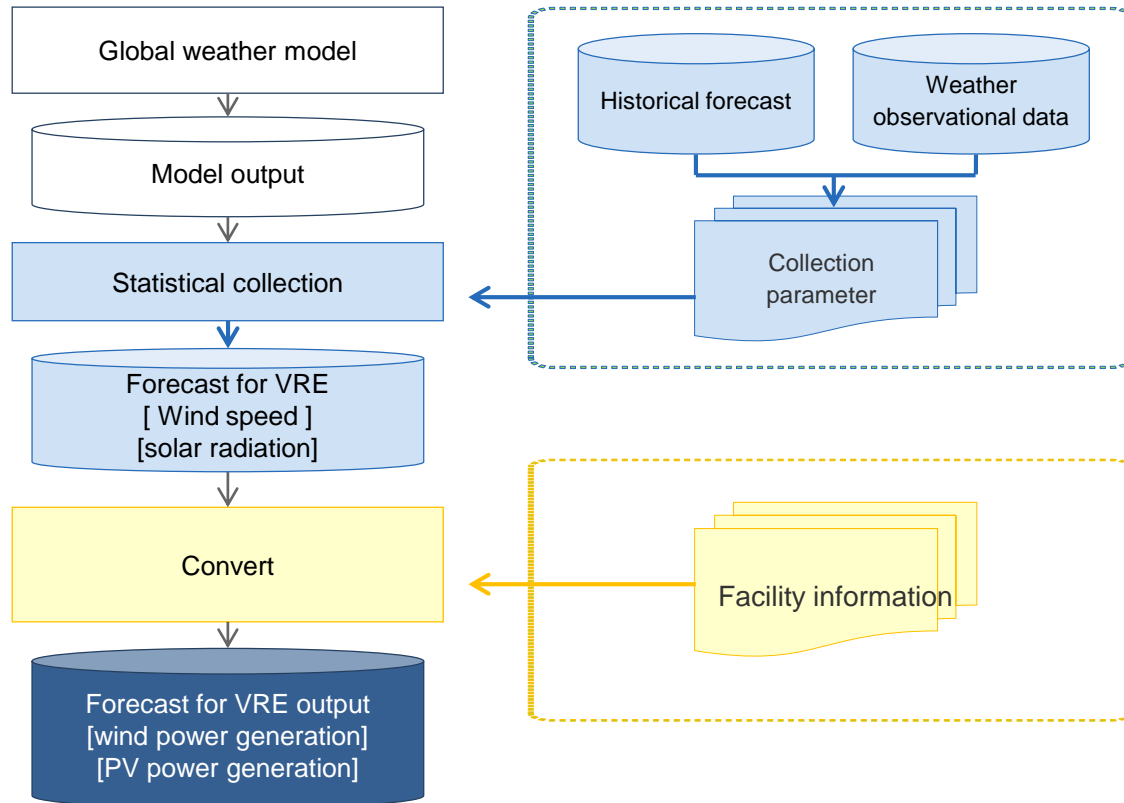 Global weather model
Model output
Statistical collection
Forecast for VRE
[ Wind speed ]
[solar radiation]
Convert
Forecast for VRE output
[wind power generation]
[PV power generation]
Historical forecast
Weather
observational data
Collection
parameter
Facility information